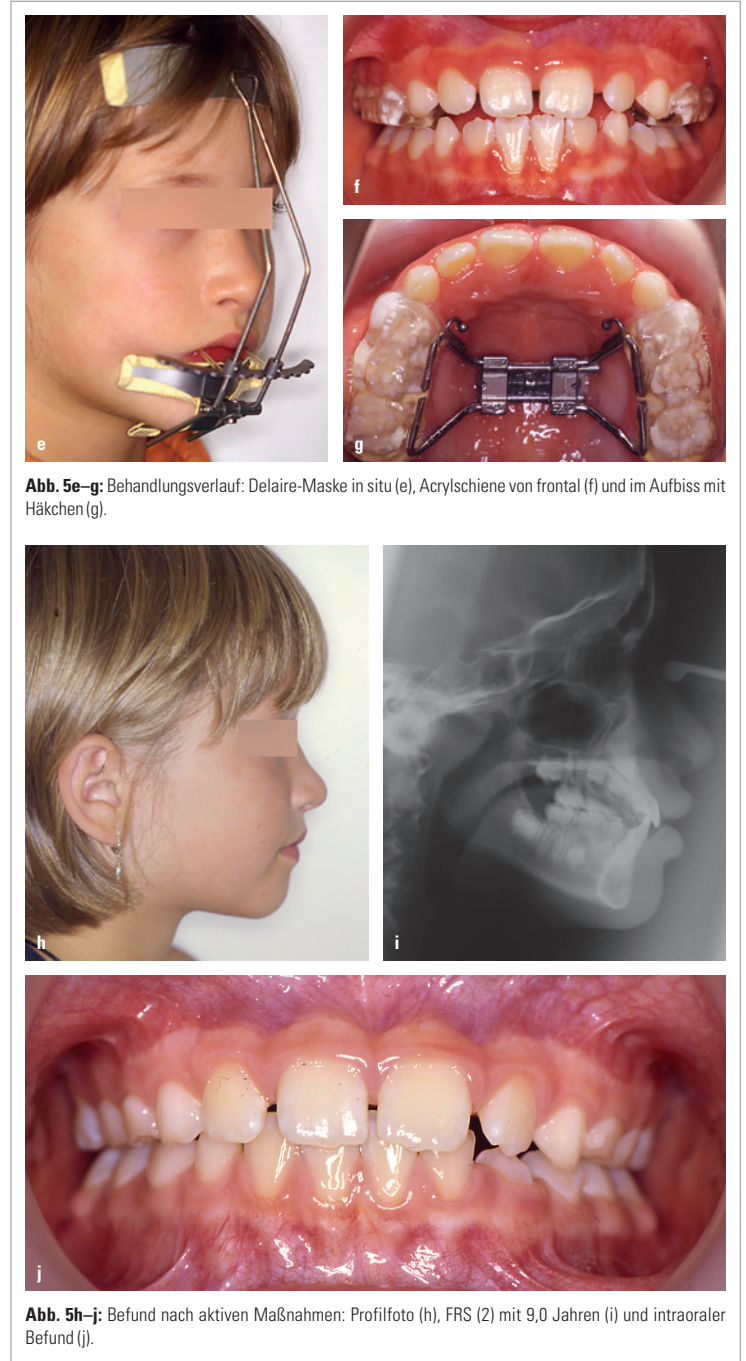 e
f
g
Abb. 5e–g: Behandlungsverlauf: Delaire-Maske in situ (e), Acrylschiene von frontal (f) und im Aufbiss mit
Häkchen (g).
h
i
j
Abb. 5h–j: Befund nach aktiven Maßnahmen: Profilfoto (h), FRS (2) mit 9,0 Jahren (i) und intraoraler
Befund (j).